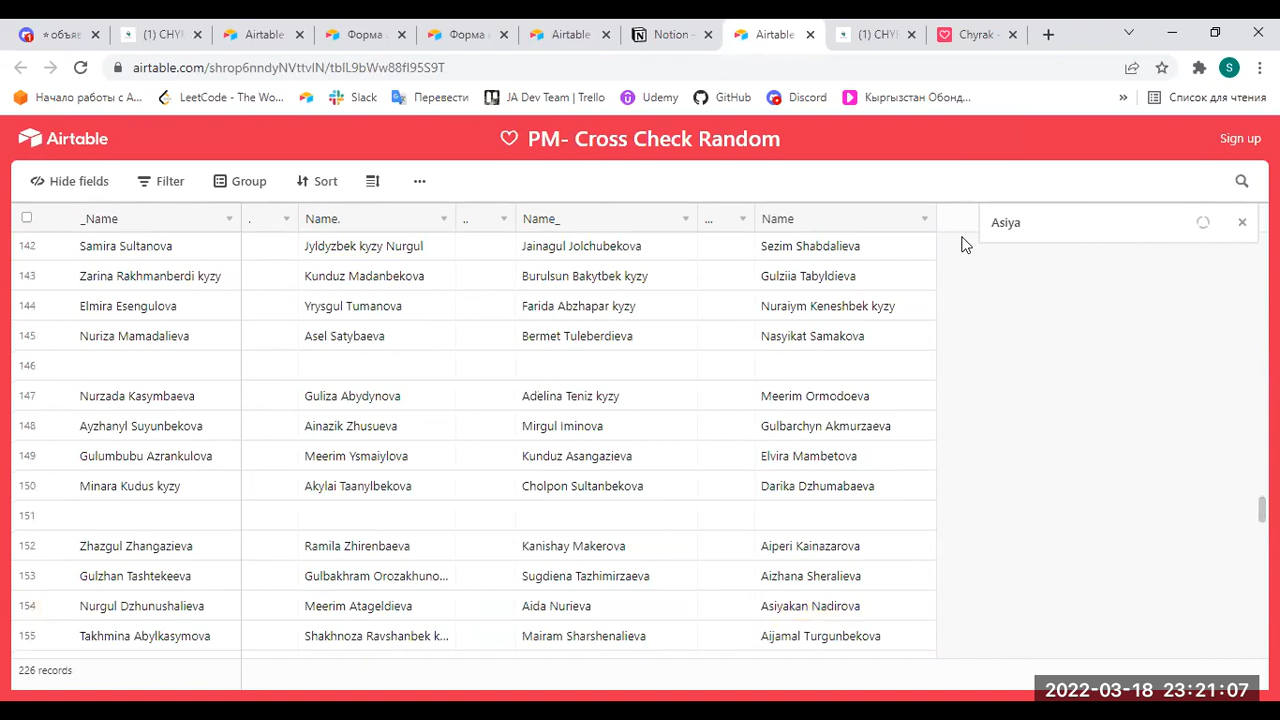 ⭐объяв
(1) CHYR
Airtable
Форма
Форма
Airtable
Notion –
Airtable
(1) CHYR
Chyrak -
airtable.com/shrop6nndyNVttvIN/tblL9bWw88fI95S9T
Начало работы с A... LeetCode - The Wo... Slack Перевести JA Dev Team | Trello Udemy GitHub Discord Кыргызстан Обонд... » Список для чтения
Airtable PM- Cross Check Random Sign up
Hide fields Filter Group Sort ...
_Name . Name. .. Name_ ... Name Asiya
142 Samira Sultanova Jyldyzbek kyzy Nurgul Jainagul Jolchubekova Sezim Shabdalieva
143 Zarina Rakhmanberdi kyzy Kunduz Madanbekova Burulsun Bakytbek kyzy Gulziia Tabyldieva
144 Elmira Esengulova Yrysgul Tumanova Farida Abzhapar kyzy Nuraiym Keneshbek kyzy
145 Nuriza Mamadalieva Asel Satybaeva Bermet Tuleberdieva Nasyikat Samakova
146
147 Nurzada Kasymbaeva Guliza Abydynova Adelina Teniz kyzy Meerim Ormodoeva
148 Ayzhanyl Suyunbekova Ainazik Zhusueva Mirgul Iminova Gulbarchyn Akmurzaeva
149 Gulumbubu Azrankulova Meerim Ysmaiylova Kunduz Asangazieva Elvira Mambetova
150 Minara Kudus kyzy Akylai Taanylbekova Cholpon Sultanbekova Darika Dzhumabaeva
151
152 Zhazgul Zhangazieva Ramila Zhirenbaeva Kanishay Makerova Aiperi Kainazarova
153 Gulzhan Tashtekeeva Gulbakhram Orozakhuno... Sugdiena Tazhimirzaeva Aizhana Sheralieva
154 Nurgul Dzhunushalieva Meerim Atageldieva Aida Nurieva Asiyakan Nadirova
155 Takhmina Abylkasymova Shakhnoza Ravshanbek k... Mairam Sharshenalieva Aijamal Turgunbekova
226 records
2022-03-18 23:21:07